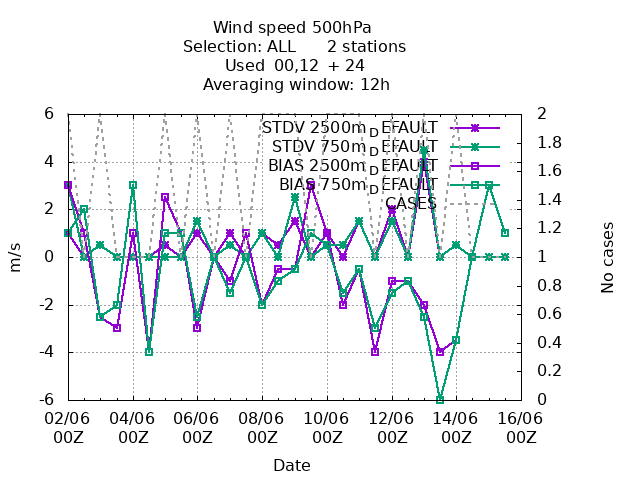 Wind speed 500hPa
Selection: ALL 2 stations
Used 00,12 + 24
Averaging window: 12h
STDV 2500m_DEFAULT
STDV 750m_DEFAULT
BIAS 2500m_DEFAULT
BIAS 750m_DEFAULT
CASES
6
4
2
0
-2
-4
-6
m/s
2
1.8
1.6
1.4
1.2
1
0.8
0.6
0.4
0.2
0
No cases
02/06 04/06 06/06 08/06 10/06 12/06 14/06 16/06
00Z 00Z 00Z 00Z 00Z 00Z 00Z 00Z
Date